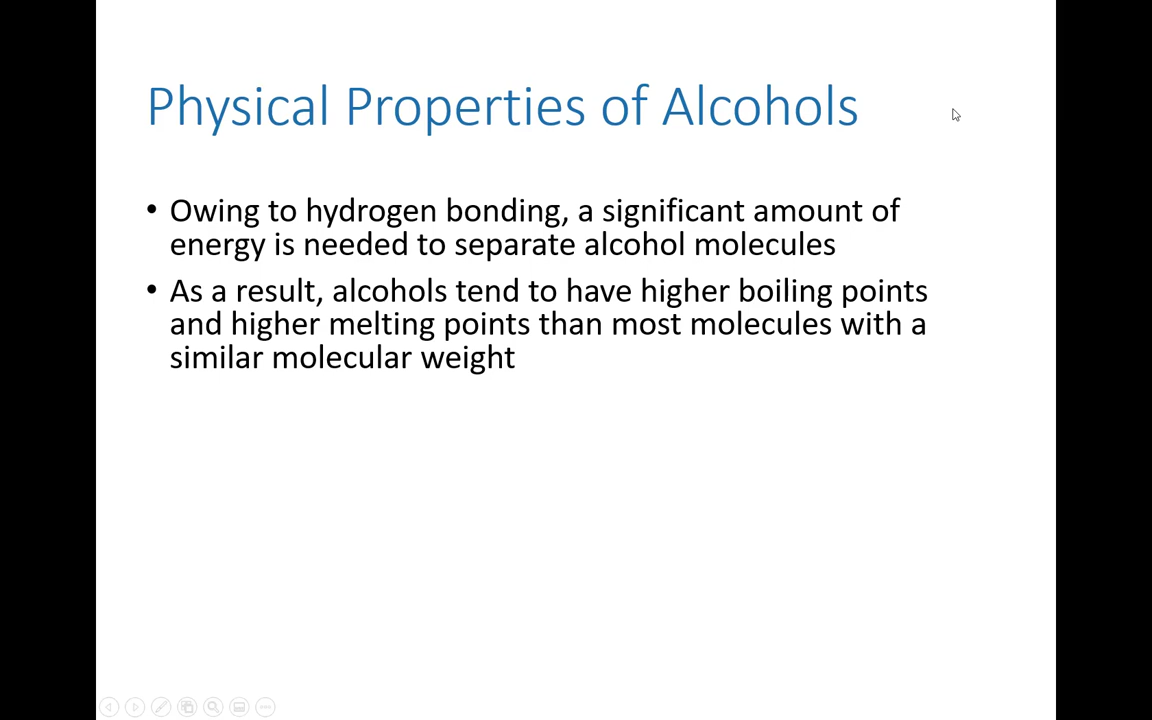 Physical Properties of Alcohols
• Owing to hydrogen bonding, a significant amount of
energy is needed to separate alcohol molecules
• As a result, alcohols tend to have higher boiling points
and higher melting points than most molecules with a
similar molecular weight